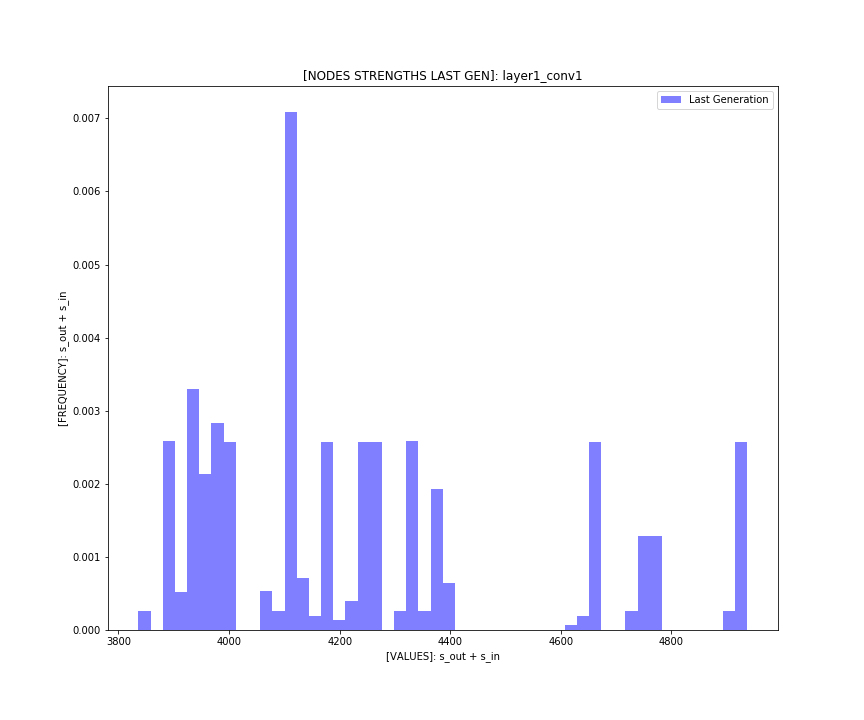 [NODES STRENGTHS LAST GEN]: layer1_conv1
Last Generation
0.007
0.006
0.005
0.004
0.003
0.002
0.001
0.000
[FREQUENCY]: s_out + s_in
3800 4000 4200 4400 4600 4800
[VALUES]: s_out + s_in